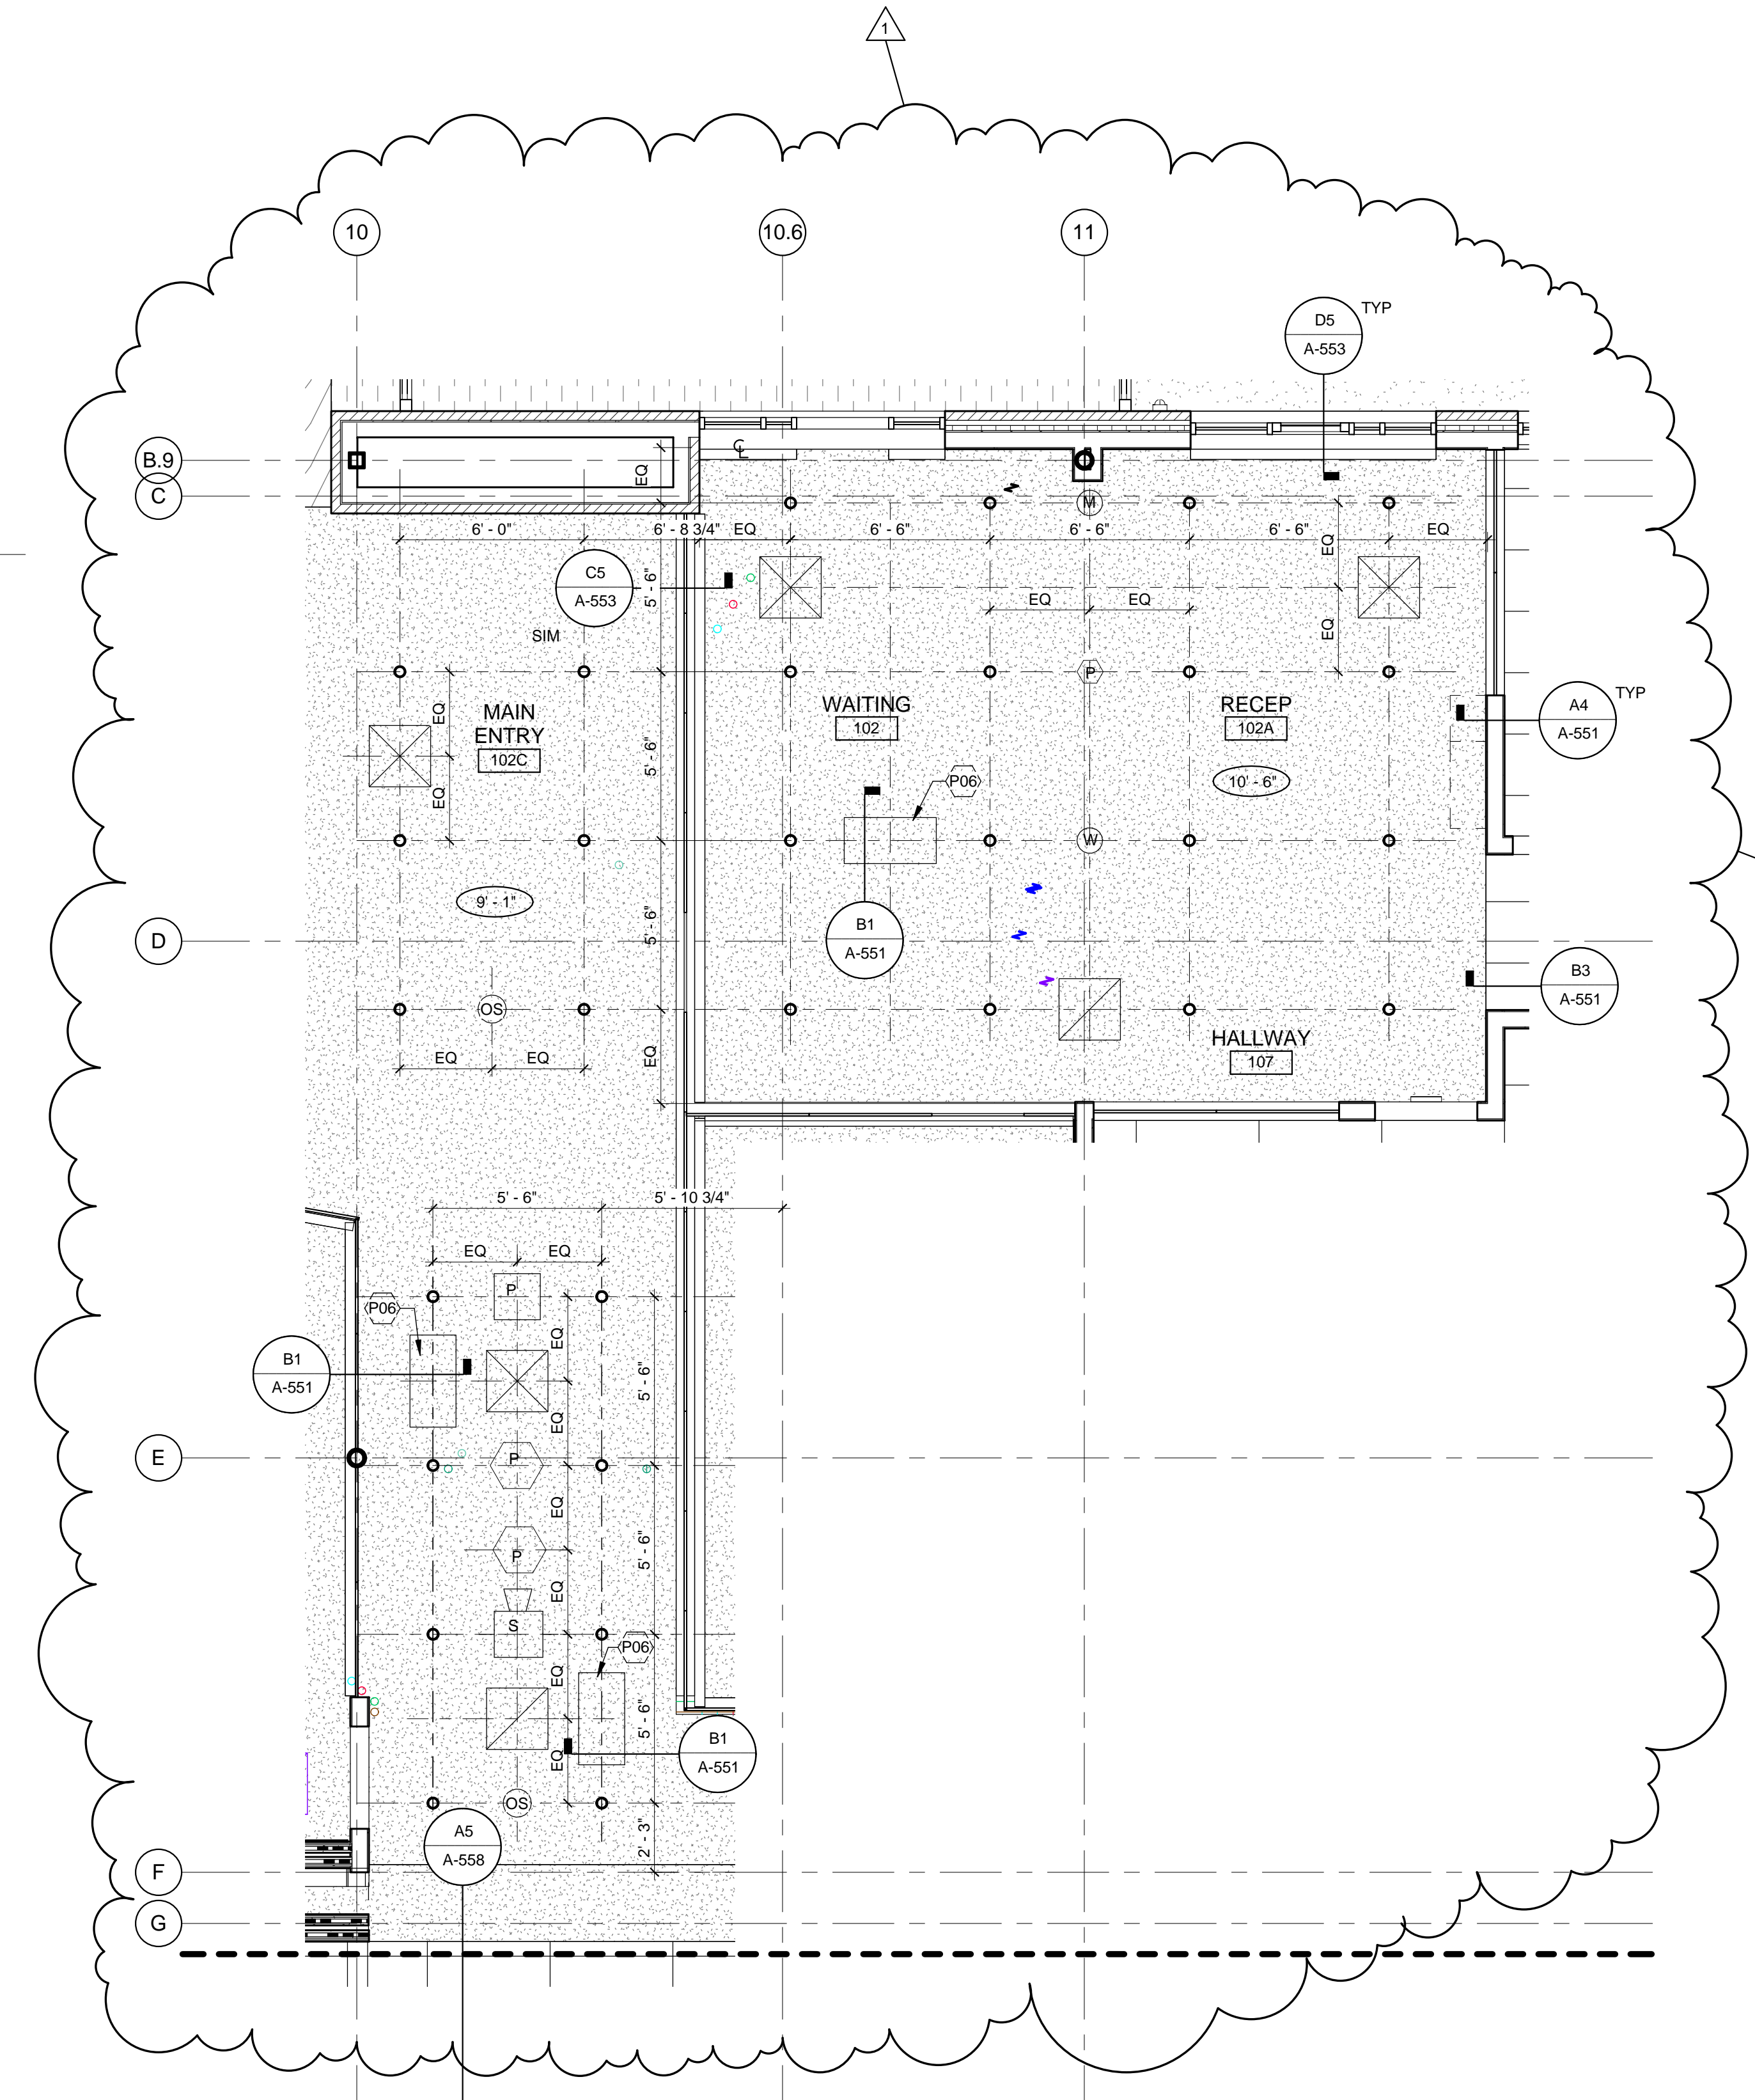 1
10
10.6
11
D5
A-553
TYP
B.9
C
CL
EQ
M
6' - 0"
6' - 8 3/4"
EQ
6' - 6"
6' - 6"
6' - 6"
EQ
EQ
C5
A-553
5' - 6"
SIM
EQ
EQ
EQ
P
MAIN
ENTRY
102C
EQ
EQ
WAITING
102
RECEP
102A
A4
A-551
TYP
5' - 6"
P06
10' - 6"
W
9' - 1"
D
5' - 6"
B1
A-551
B3
A-551
OS
EQ
EQ
EQ
HALLWAY
107
5' - 6"
5' - 10 3/4"
EQ
EQ
P
P06
EQ
B1
A-551
5' - 6"
EQ
E
P
EQ
P
5' - 6"
EQ
S
P06
EQ
5' - 6"
B1
A-551
EQ
OS
A5
A-558
2' - 3"
F
G